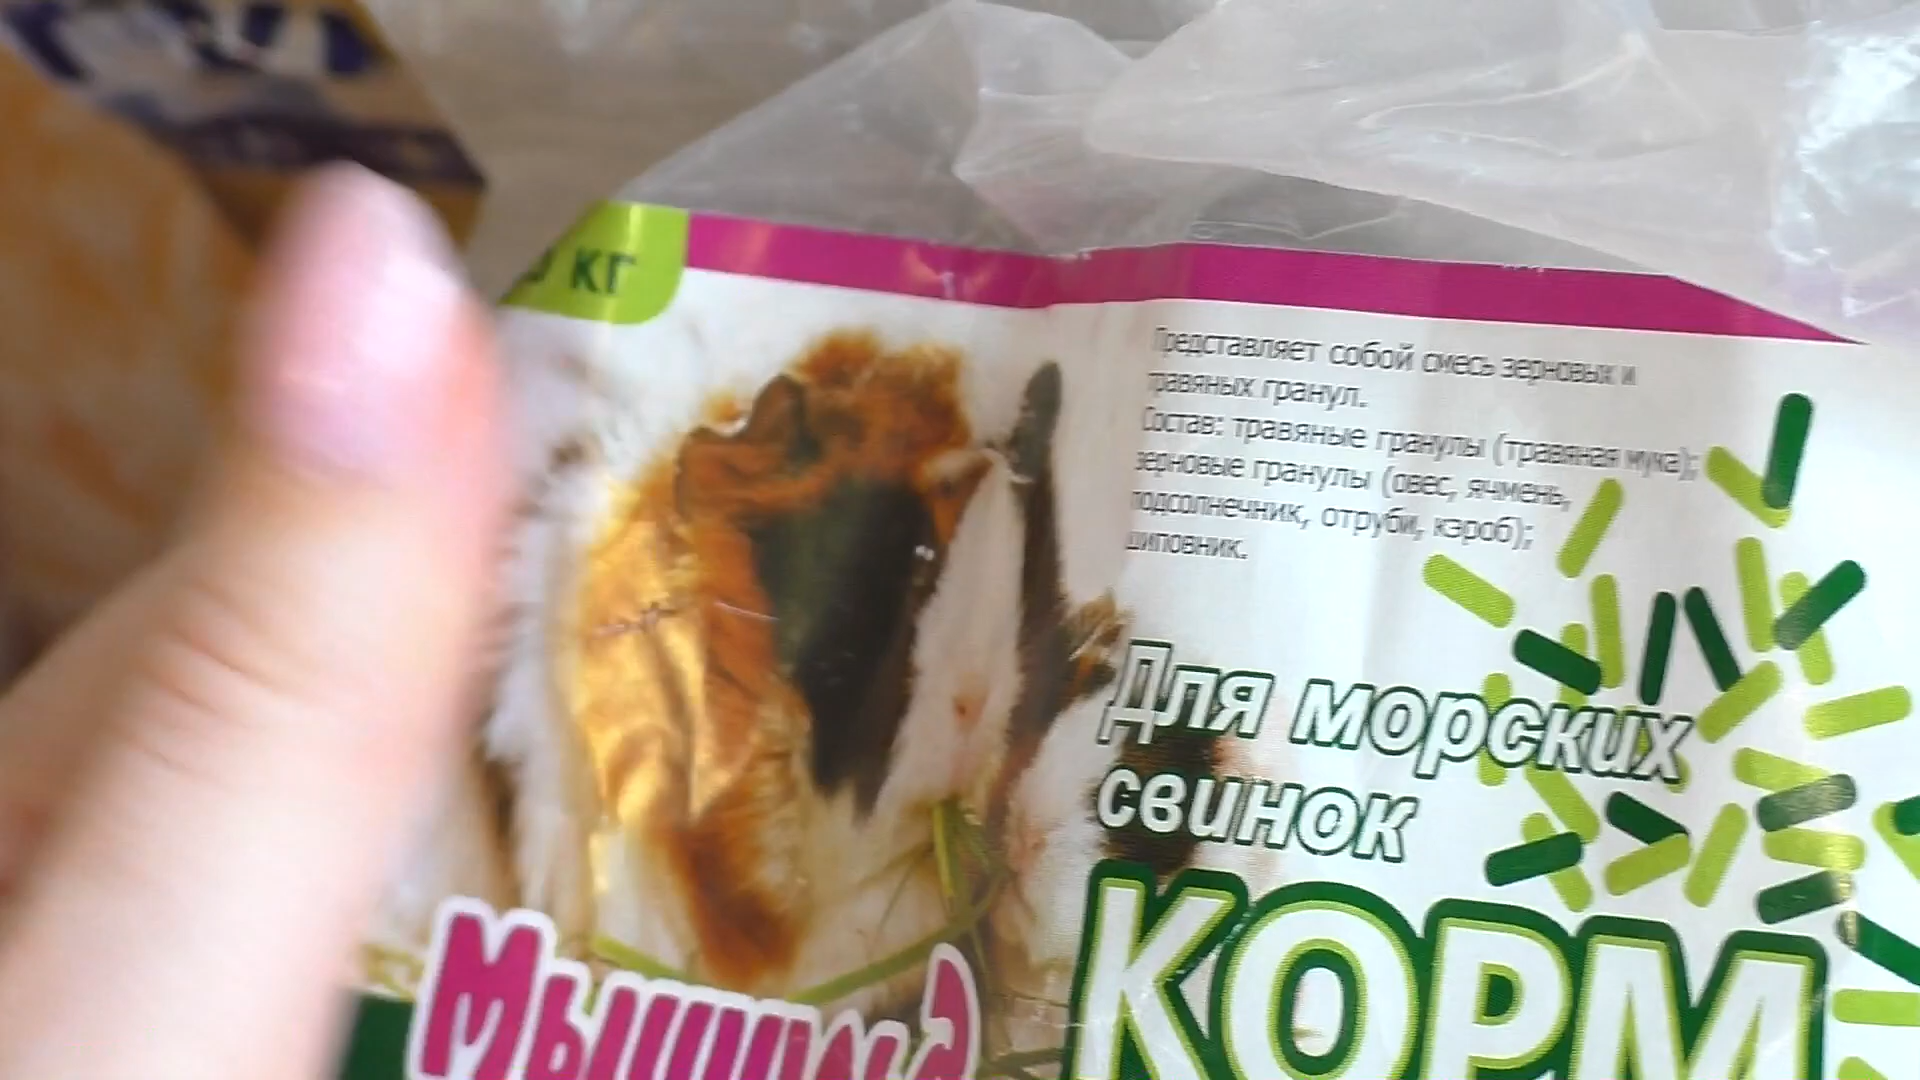 КГ
Представляет собой смесь зерновых и
травяных гранул.
Состав: травяные гранулы (травяная мука);
зерновые гранулы (овес, ячмень,
подсолнечник, отруби, кэроб);
шиповник.
Для морских
свинок
КОРМ